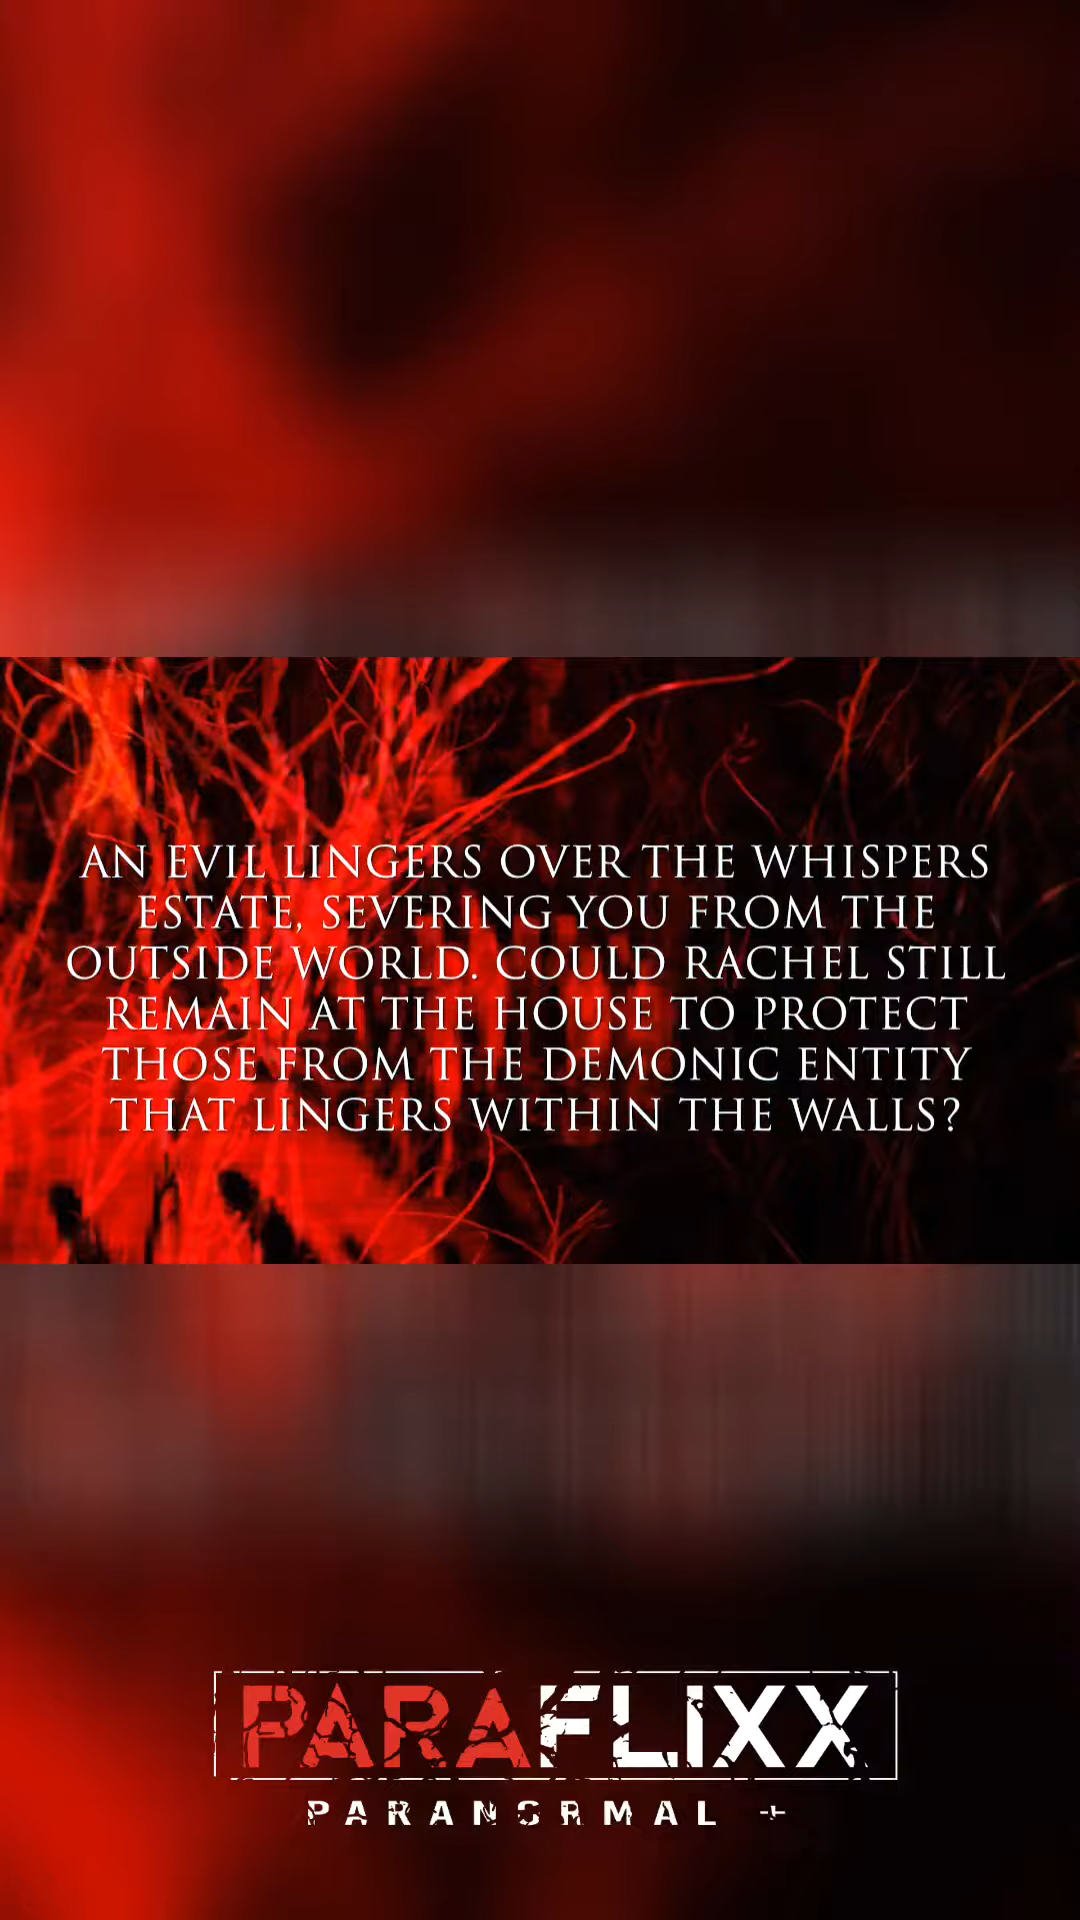 AN EVIL LINGERS OVER THE WHISPERS
ESTATE, SEVERING YOU FROM THE
OUTSIDE WORLD. COULD RACHEL STILL
REMAIN AT THE HOUSE TO PROTECT
THOSE FROM THE DEMONIC ENTITY
THAT LINGERS WITHIN THE WALLS?
PARAFLIXX
PARANORMAL +